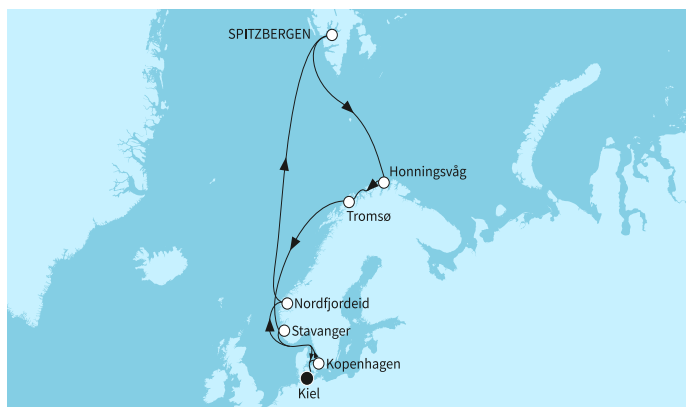 SPITZBERGEN
Honningsvåg
Tromsø
Nordfjordeid
Stavanger
Kopenhagen
Kiel